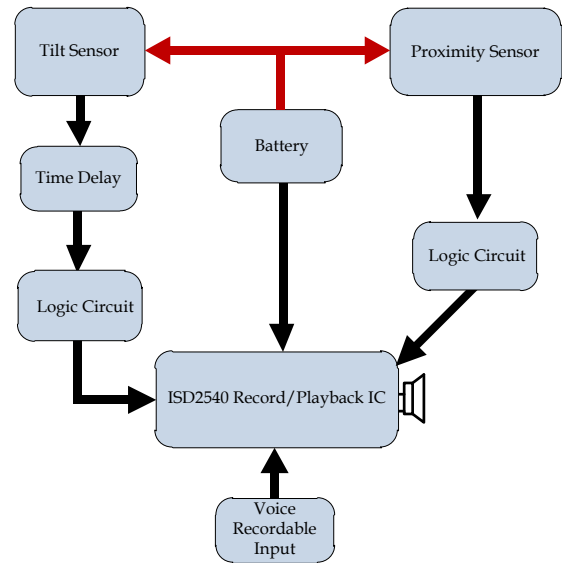 Tilt Sensor
Proximity Sensor
Battery
Time Delay
Logic Circuit
Logic Circuit
ISD2540 Record/Playback IC
Voice
Recordable
Input